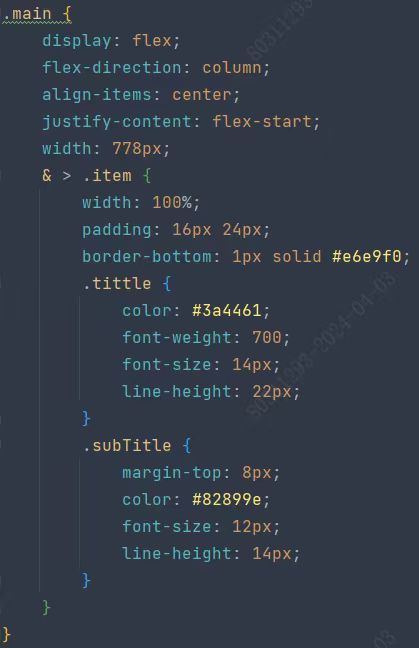 .main {
display: flex;
flex-direction: column;
align-items: center;
justify-content: flex-start;
width: 778px;
& > .item {
width: 100%;
padding: 16px 24px;
border-bottom: 1px solid #e6e9f0;
.tittle {
color: #3a4461;
font-weight: 700;
font-size: 14px;
line-height: 22px;
}
.subTitle {
margin-top: 8px;
color: #82899e;
font-size: 12px;
line-height: 14px;
}
}
}